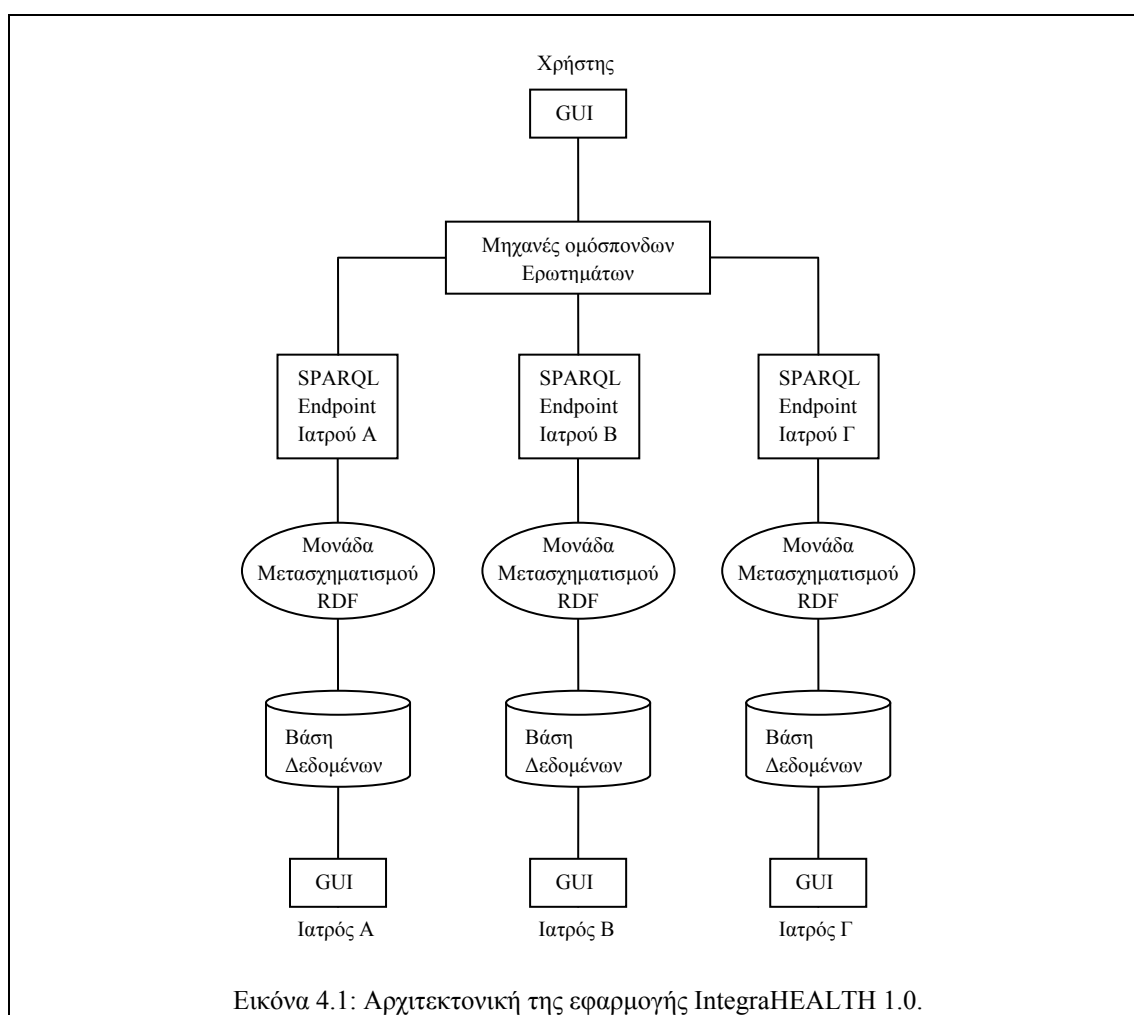 Χρήστης
GUI
Μηχανές ομόσπονδων
Ερωτημάτων
SPARQL
Endpoint
Ιατρού Α
SPARQL
Endpoint
Ιατρού Β
SPARQL
Endpoint
Ιατρού Γ
Μονάδα
Μετασχηματισμού
RDF
Μονάδα
Μετασχηματισμού
RDF
Μονάδα
Μετασχηματισμού
RDF
Βάση
Δεδομένων
Βάση
Δεδομένων
Βάση
Δεδομένων
GUI
GUI
GUI
Ιατρός Α
Ιατρός Β
Ιατρός Γ
Εικόνα 4.1: Αρχιτεκτονική της εφαρμογής IntegraHEALTH 1.0.